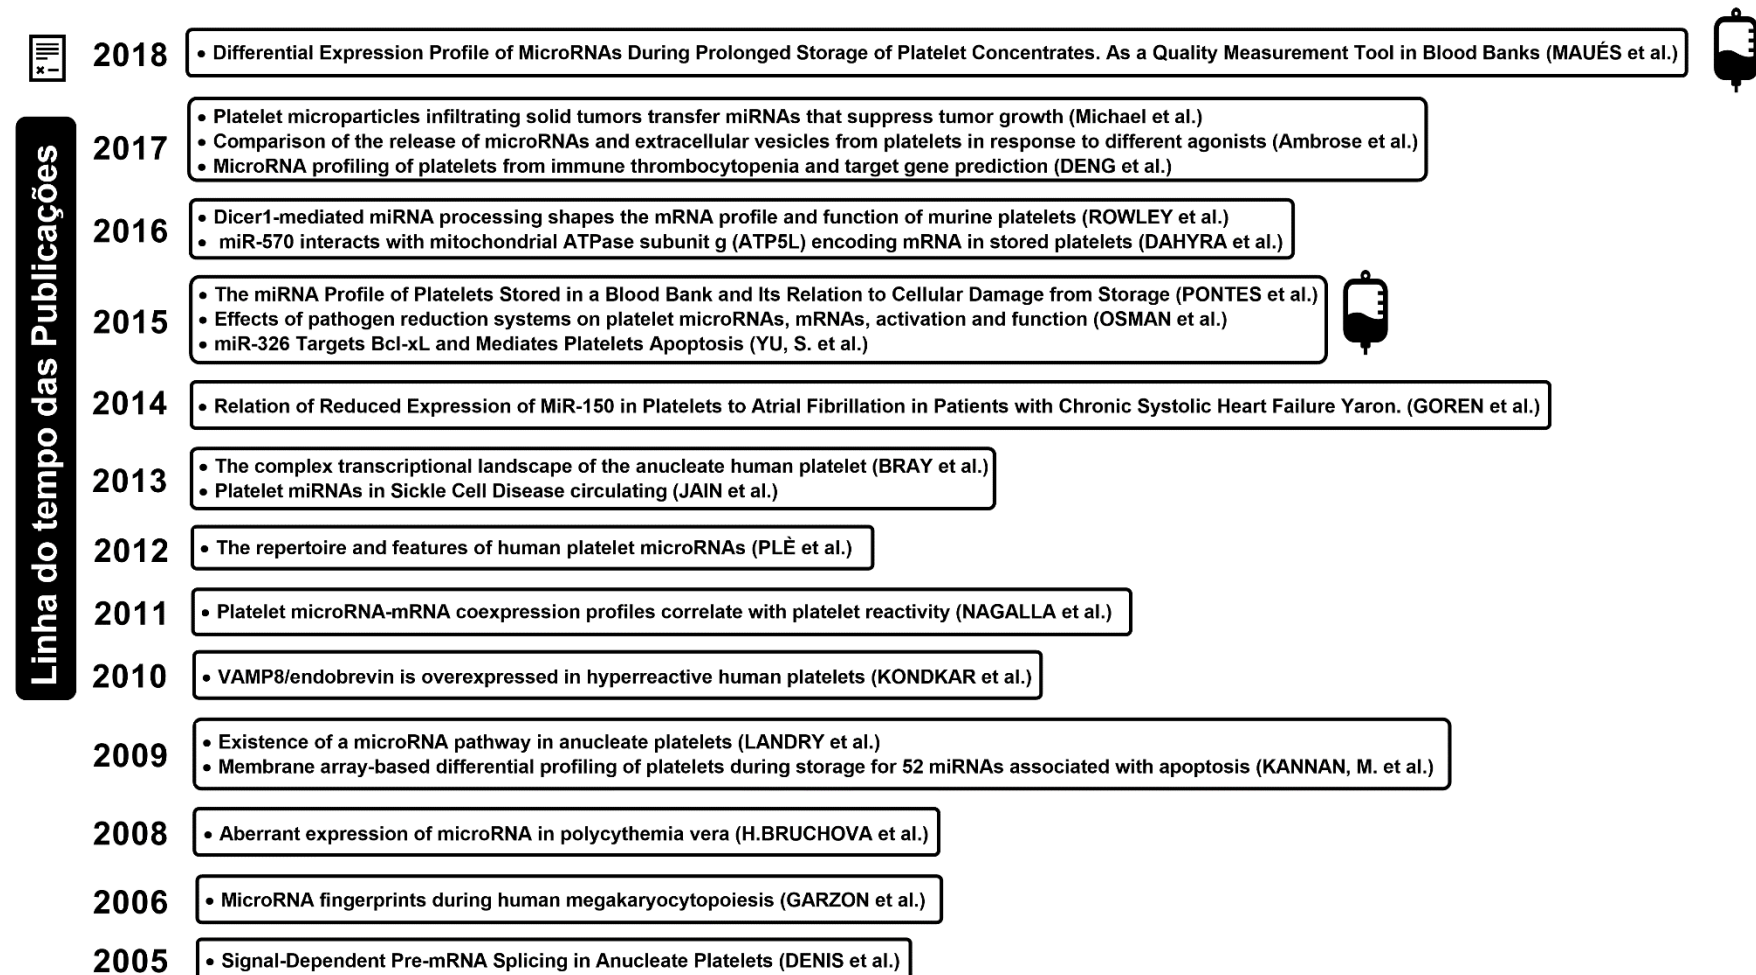 2018
• Differential Expression Profile of MicroRNAs During Prolonged Storage of Platelet Concentrates. As a Quality Measurement Tool in Blood Banks (MAUÉS et al.)
Linha do tempo das Publicações
2017
• Platelet microparticles infiltrating solid tumors transfer miRNAs that suppress tumor growth (Michael et al.)
• Comparison of the release of microRNAs and extracellular vesicles from platelets in response to different agonists (Ambrose et al.)
• MicroRNA profiling of platelets from immune thrombocytopenia and target gene prediction (DENG et al.)
2016
• Dicer1-mediated miRNA processing shapes the mRNA profile and function of murine platelets (ROWLEY et al.)
• miR-570 interacts with mitochondrial ATPase subunit g (ATP5L) encoding mRNA in stored platelets (DAHYRA et al.)
2015
• The miRNA Profile of Platelets Stored in a Blood Bank and Its Relation to Cellular Damage from Storage (PONTES et al.)
• Effects of pathogen reduction systems on platelet microRNAs, mRNAs, activation and function (OSMAN et al.)
• miR-326 Targets Bcl-xL and Mediates Platelets Apoptosis (YU, S. et al.)
2014
• Relation of Reduced Expression of MiR-150 in Platelets to Atrial Fibrillation in Patients with Chronic Systolic Heart Failure Yaron. (GOREN et al.)
2013
• The complex transcriptional landscape of the anucleate human platelet (BRAY et al.)
• Platelet miRNAs in Sickle Cell Disease circulating (JAIN et al.)
2012
• The repertoire and features of human platelet microRNAs (PLÈ et al.)
2011
• Platelet microRNA-mRNA coexpression profiles correlate with platelet reactivity (NAGALLA et al.)
2010
• VAMP8/endobrevin is overexpressed in hyperreactive human platelets (KONDKAR et al.)
2009
• Existence of a microRNA pathway in anucleate platelets (LANDRY et al.)
• Membrane array-based differential profiling of platelets during storage for 52 miRNAs associated with apoptosis (KANNAN, M. et al.)
2008
• Aberrant expression of microRNA in polycythemia vera (H.BRUCHOVA et al.)
2006
• MicroRNA fingerprints during human megakaryocytopoiesis (GARZON et al.)
2005
• Signal-Dependent Pre-mRNA Splicing in Anucleate Platelets (DENIS et al.)